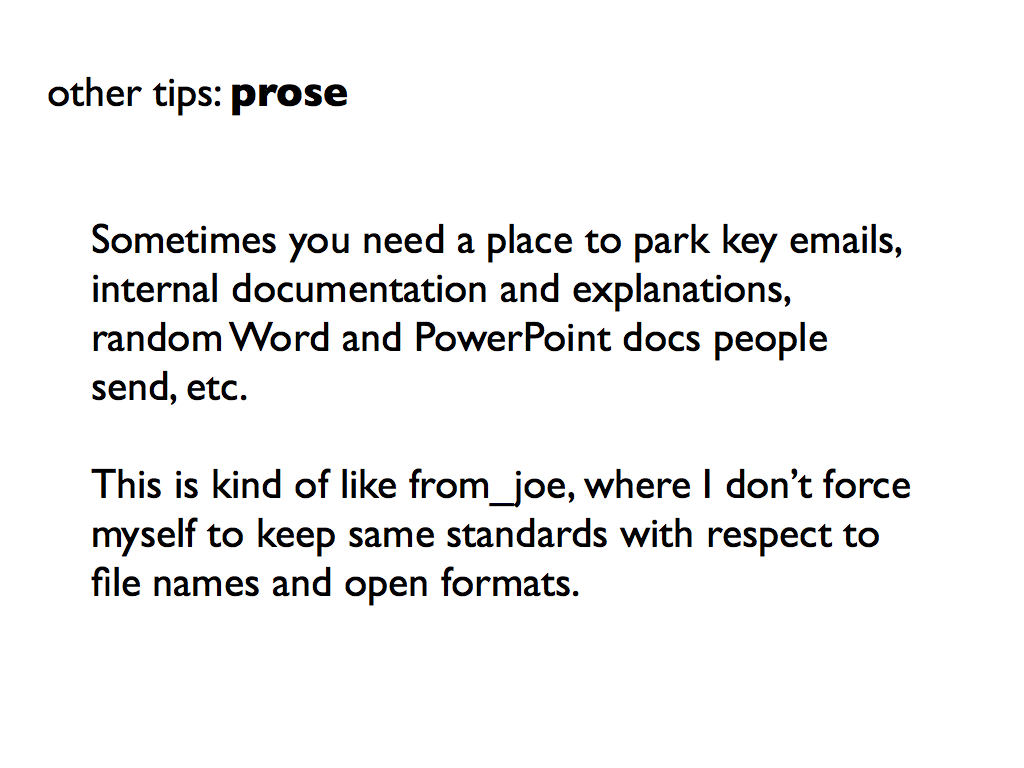 other tips: prose
Sometimes you need a place to park key emails,
internal documentation and explanations,
random Word and PowerPoint docs people
send, etc.
This is kind of like from_joe, where I don’t force
myself to keep same standards with respect to
file names and open formats.